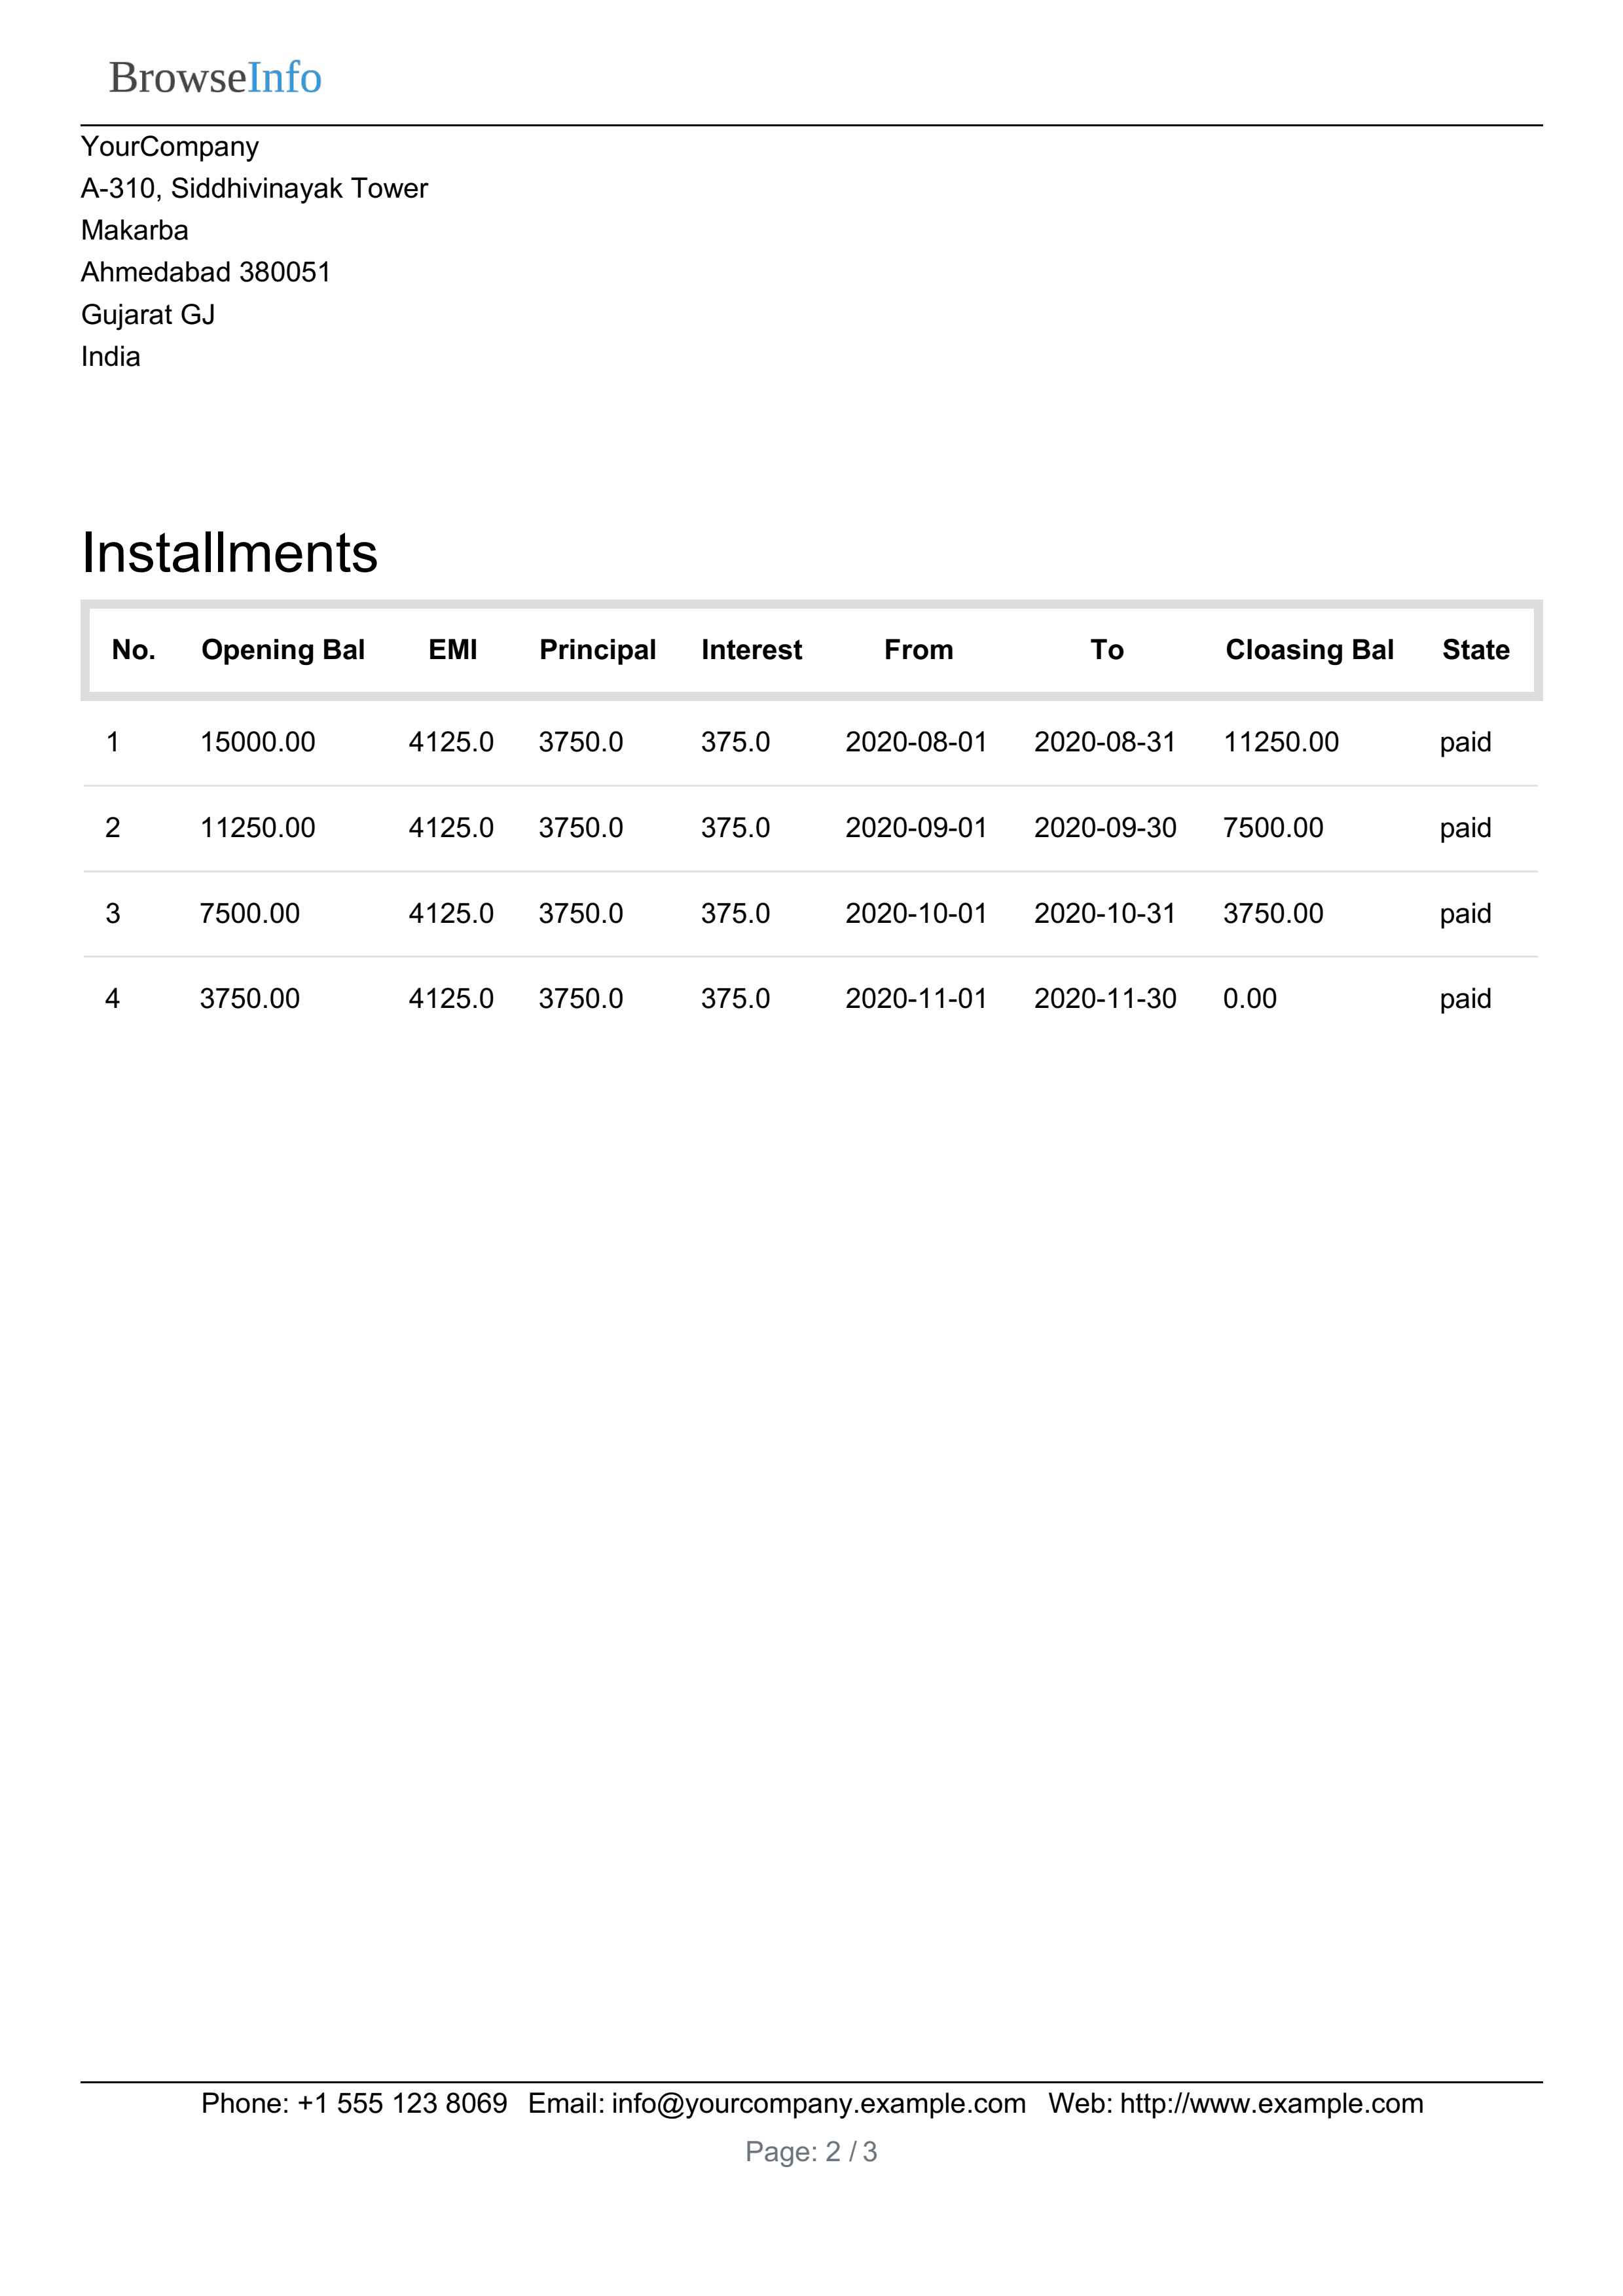 BrowseInfo
YourCompany
A-310, Siddhivinayak Tower
Makarba
Ahmedabad 380051
Gujarat GJ
India
Installments
No. Opening Bal EMI Principal Interest From To Cloasing Bal State
1 15000.00 4125.0 3750.0 375.0 2020-08-01 2020-08-31 11250.00 paid
2 11250.00 4125.0 3750.0 375.0 2020-09-01 2020-09-30 7500.00 paid
3 7500.00 4125.0 3750.0 375.0 2020-10-01 2020-10-31 3750.00 paid
4 3750.00 4125.0 3750.0 375.0 2020-11-01 2020-11-30 0.00 paid
Phone: +1 555 123 8069 Email: info@yourcompany.example.com Web: http://www.example.com
Page: 2 / 3